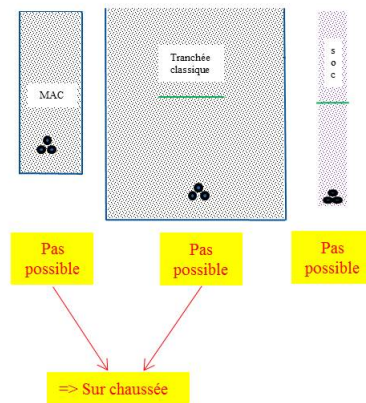 MAC
Tranchée
classique
s
o
c
Pas
possible
Pas
possible
Pas
possible
=> Sur chaussée